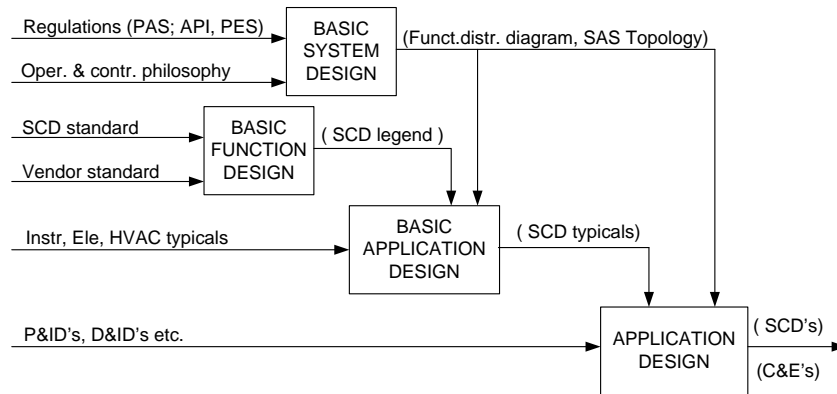 Regulations (PAS; API, PES)
Oper. & contr. philosophy
BASIC
SYSTEM
DESIGN
(Funct.distr. diagram, SAS Topology)
SCD standard
Vendor standard
BASIC
FUNCTION
DESIGN
( SCD legend )
Instr, Ele, HVAC typicals
BASIC
APPLICATION
DESIGN
( SCD typicals)
P&ID's, D&ID's etc.
APPLICATION
DESIGN
( SCD's)
(C&E's)